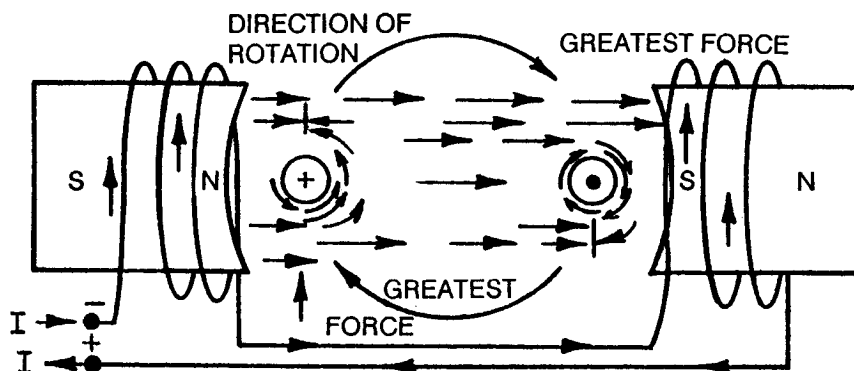 DIRECTION OF
ROTATION
GREATEST FORCE
S
N
+
S
N
GREATEST
FORCE
I
−
+
I